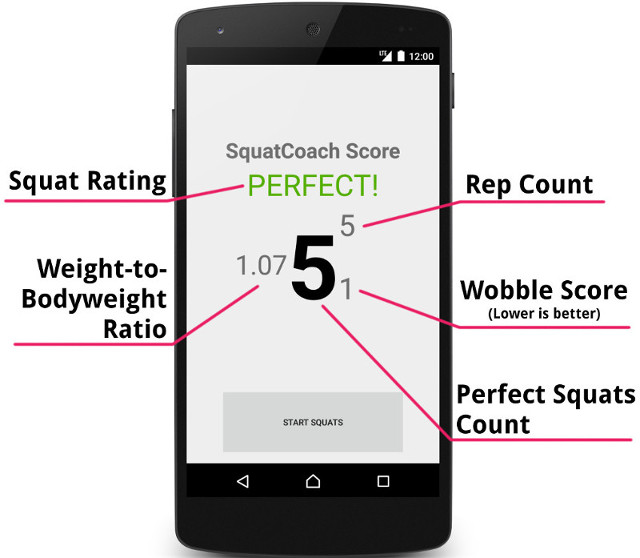 LTE 12:00
SquatCoach Score
Squat Rating
PERFECT!
Rep Count
5
Weight-to-
Bodyweight
Ratio
1.07
5
1
Wobble Score
(Lower is better)
Perfect Squats
Count
START SQUATS